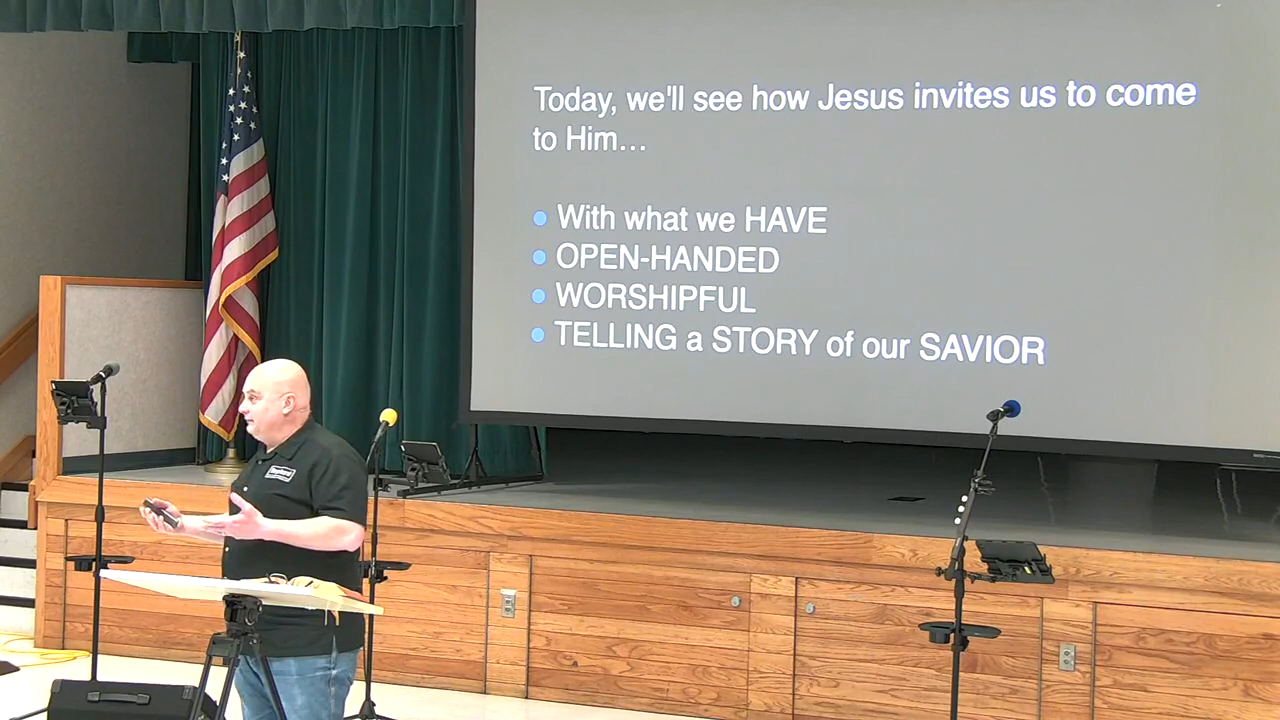 Today, we'll see how Jesus invites us to come
to Him...
• With what we HAVE
• OPEN-HANDED
• WORSHIPFUL
• TELLING a STORY of our SAVIOR